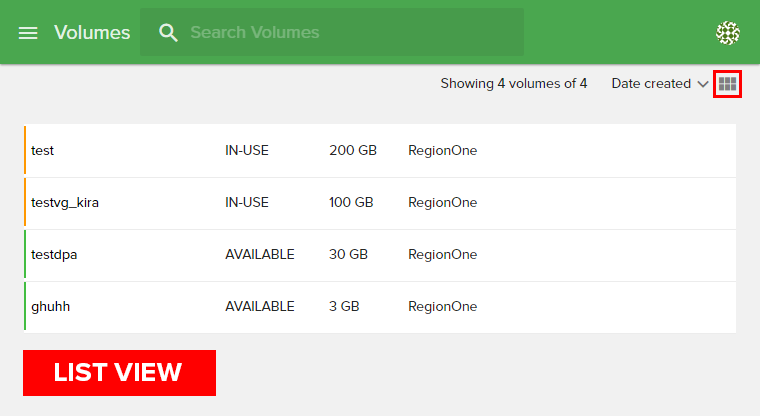 Volumes Search Volumes
Showing 4 volumes of 4 Date created
test IN-USE 200 GB RegionOne
testvg_kira IN-USE 100 GB RegionOne
testdpa AVAILABLE 30 GB RegionOne
ghuhh AVAILABLE 3 GB RegionOne
LIST VIEW